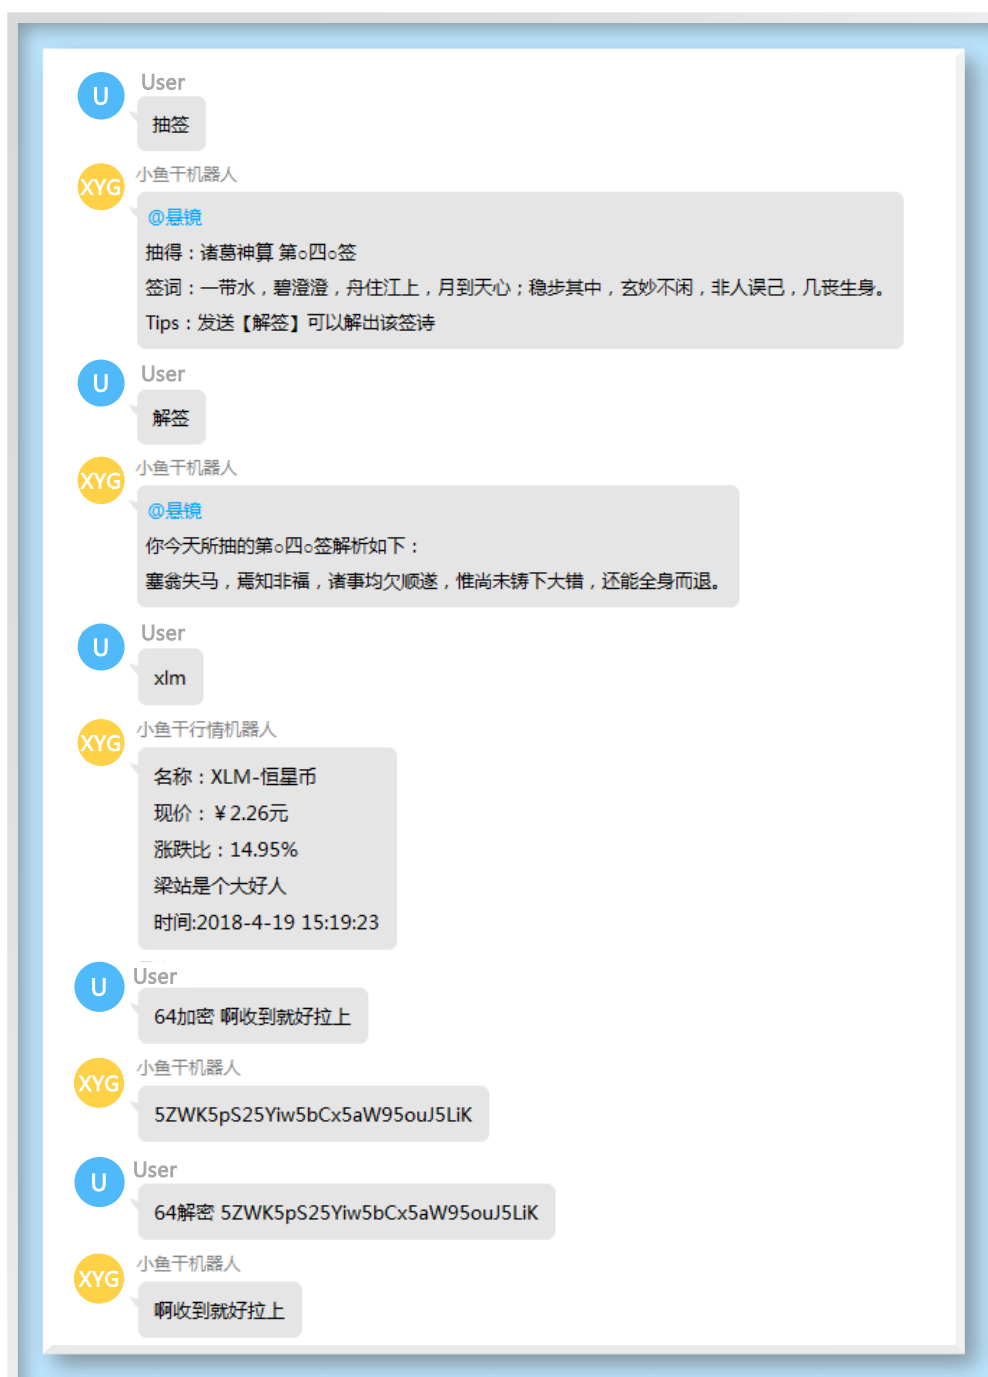 U
User
抽签
XYG
小鱼干机器人
@悬镜
抽得：诸葛神算 第○四○签
签词：一带水，碧澄澄，舟住江上，月到天心；稳步其中，玄妙不闲，非人误己，几丧生身。
Tips：发送【解签】可以解出该签诗
U
User
解签
XYG
小鱼干机器人
@悬镜
你今天所抽的第○四○签解析如下：
塞翁失马，焉知非福，诸事均欠顺遂，惟尚未铸下大错，还能全身而退。
U
User
xlm
XYG
小鱼干行情机器人
名称：XLM-恒星币
现价：￥2.26元
涨跌比：14.95%
梁站是个大好人
时间:2018-4-19 15:19:23
U
User
64加密 啊收到就好拉上
XYG
小鱼干机器人
5ZWK5pS25Yiw5bCx5aW95ouJ5LiK
U
User
64解密 5ZWK5pS25Yiw5bCx5aW95ouJ5LiK
XYG
小鱼干机器人
啊收到就好拉上